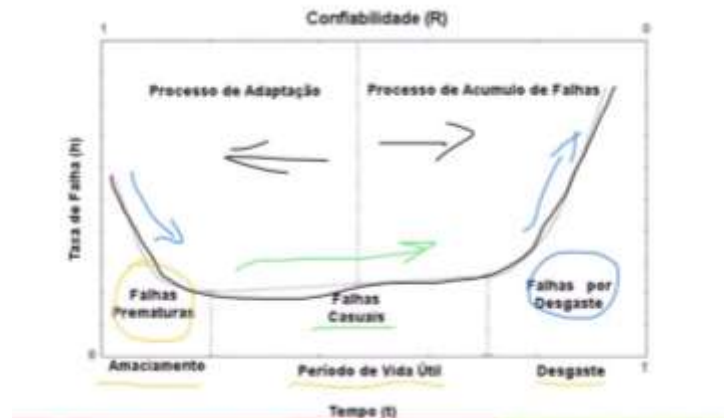 Confiabilidade (R)
1
0
Processo de Adaptação
Processo de Acumulo de Falhas
Taxa de Falha (h)
Falhas
Prematuras
Falhas
Casuais
Falhas por
Desgaste
0
1
Amaciamento
Período de Vida Útil
Desgaste
Tempo (t)